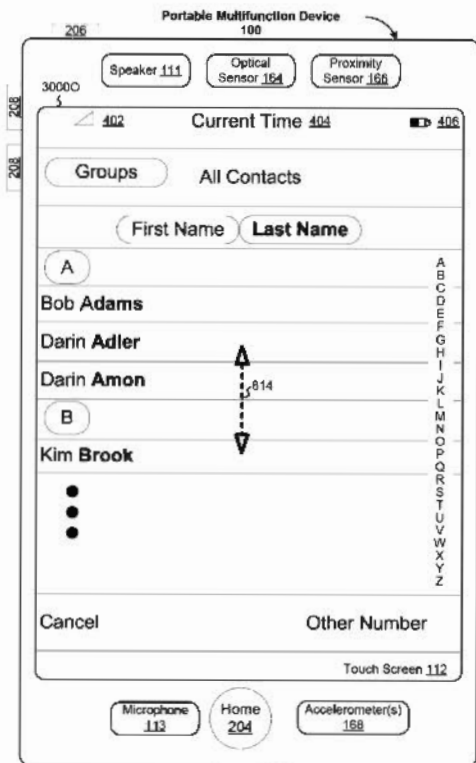 Portable Multifunction Device
100
206
Speaker 111
Optical
Sensor 164
Proximity
Sensor 166
3000O
208
208
402
Current Time 404
406
Groups
All Contacts
First Name
Last Name
A
Bob Adams
Darin Adler
Darin Amon
814
B
Kim Brook
A
B
C
D
E
F
G
H
I
J
K
L
M
N
O
P
Q
R
S
T
U
V
W
X
Y
Z
Cancel
Other Number
Touch Screen 112
Microphone
113
Home
204
Accelerometer(s)
168